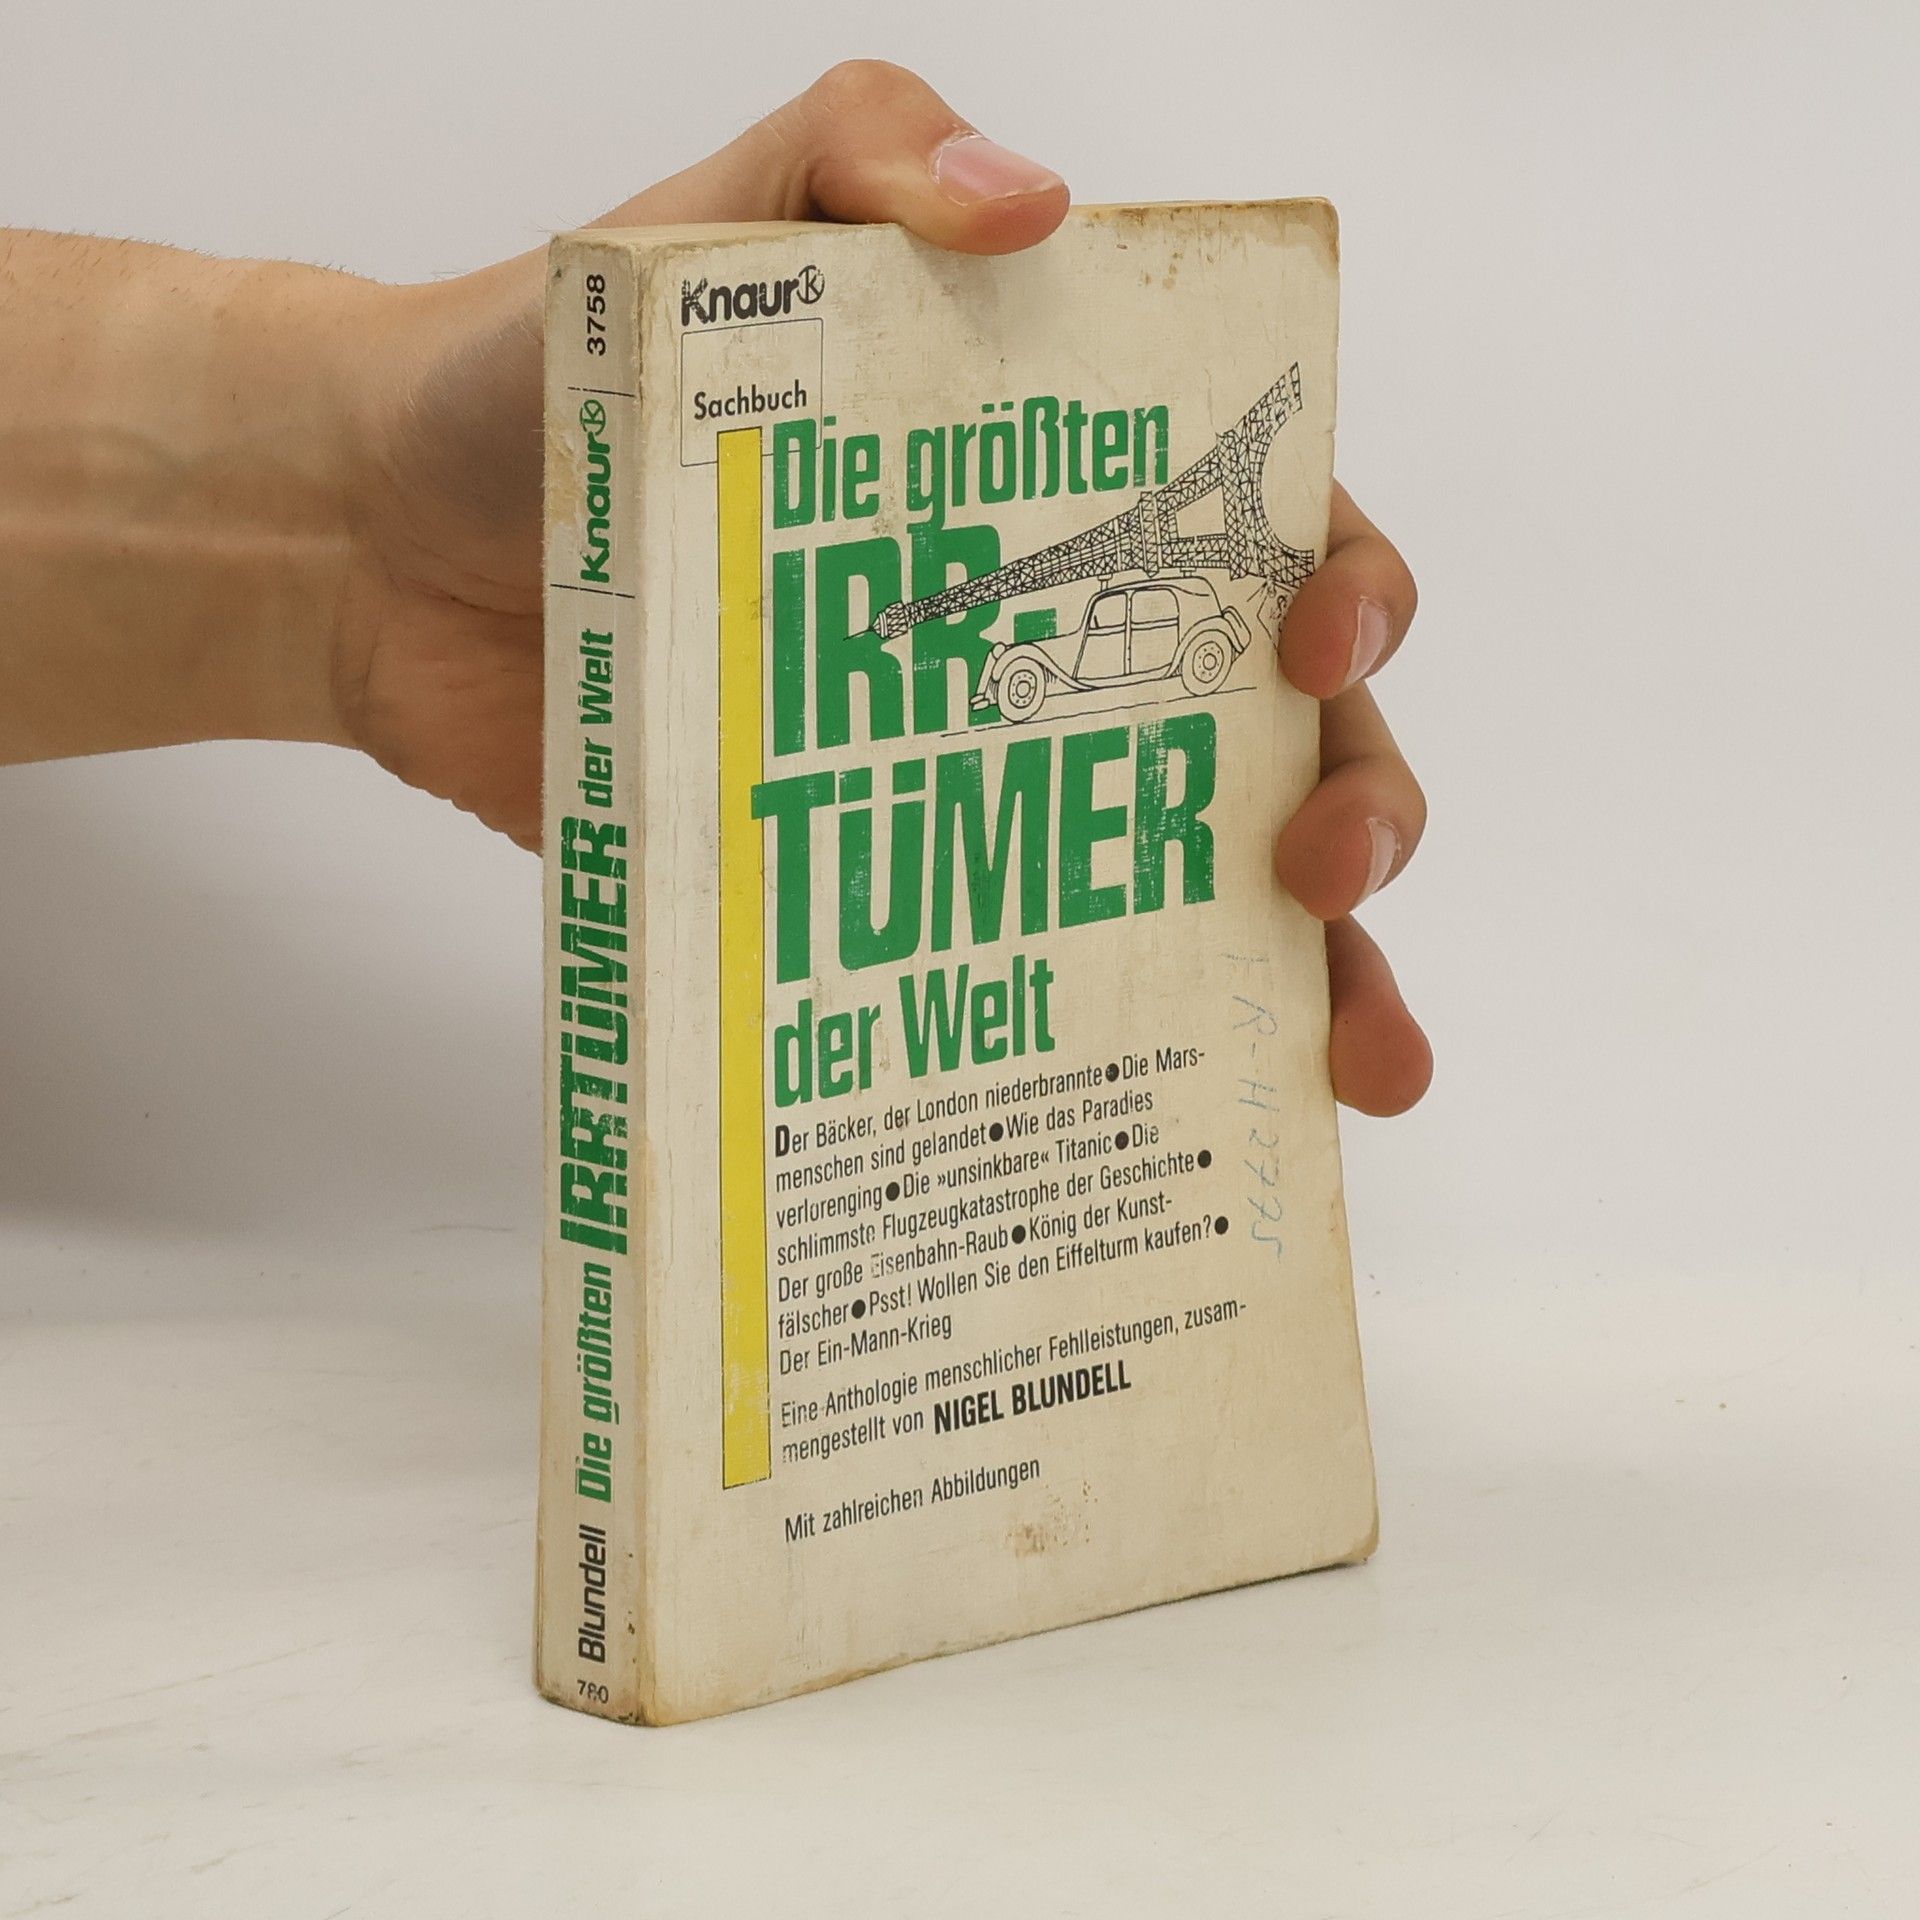 3758
Knaur
Die größten IRRTÜMER der Welt
Blundell
780
Knaur
Sachbuch
Die größten
IRR-
TÜMER
der Welt
Der Bäcker, der London niederbrannte●Die Mars-
menschen sind gelandet●Wie das Paradies
verlorenging●Die »unsinkbare« Titanic●Die
schlimmste Flugzeugkatastrophe der Geschichte●
Der große Eisenbahn-Raub●König der Kunst-
fälscher●Psst! Wollen Sie den Eiffelturm kaufen?●
Der Ein-Mann-Krieg
Eine Anthologie menschlicher Fehlleistungen, zusam-
mengestellt von NIGEL BLUNDELL
Mit zahlreichen Abbildungen